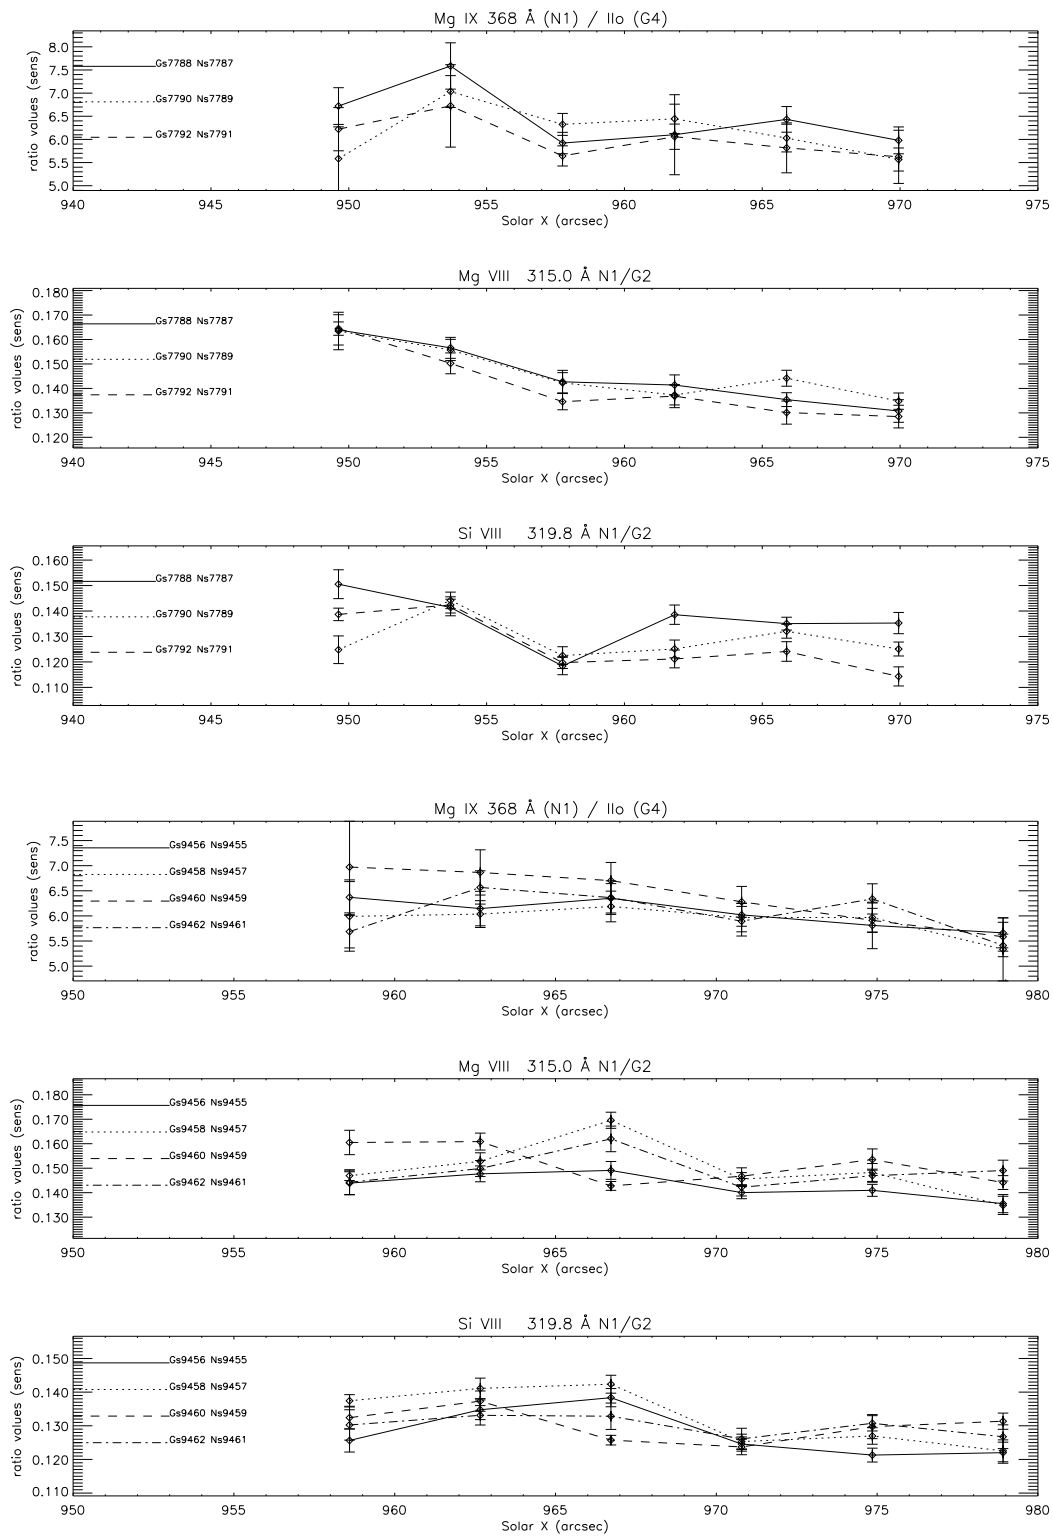 Mg IX 368 Å (N1) / IIo (G4)
ratio values (sens)
8.0
7.5
7.0
6.5
6.0
5.5
5.0
Gs7788 Ns7787
Gs7790 Ns7789
Gs7792 Ns7791
940 945 950 955 960 965 970 975
Solar X (arcsec)
Mg VIII 315.0 Å N1/G2
ratio values (sens)
0.180
0.170
0.160
0.150
0.140
0.130
0.120
Gs7788 Ns7787
Gs7790 Ns7789
Gs7792 Ns7791
940 945 950 955 960 965 970 975
Solar X (arcsec)
Si VIII 319.8 Å N1/G2
ratio values (sens)
0.160
0.150
0.140
0.130
0.120
0.110
Gs7788 Ns7787
Gs7790 Ns7789
Gs7792 Ns7791
940 945 950 955 960 965 970 975
Solar X (arcsec)
Mg IX 368 Å (N1) / IIo (G4)
ratio values (sens)
7.5
7.0
6.5
6.0
5.5
5.0
Gs9456 Ns9455
Gs9458 Ns9457
Gs9460 Ns9459
Gs9462 Ns9461
950 955 960 965 970 975 980
Solar X (arcsec)
Mg VIII 315.0 Å N1/G2
ratio values (sens)
0.180
0.170
0.160
0.150
0.140
0.130
Gs9456 Ns9455
Gs9458 Ns9457
Gs9460 Ns9459
Gs9462 Ns9461
950 955 960 965 970 975 980
Solar X (arcsec)
Si VIII 319.8 Å N1/G2
ratio values (sens)
0.150
0.140
0.130
0.120
0.110
Gs9456 Ns9455
Gs9458 Ns9457
Gs9460 Ns9459
Gs9462 Ns9461
950 955 960 965 970 975 980
Solar X (arcsec)